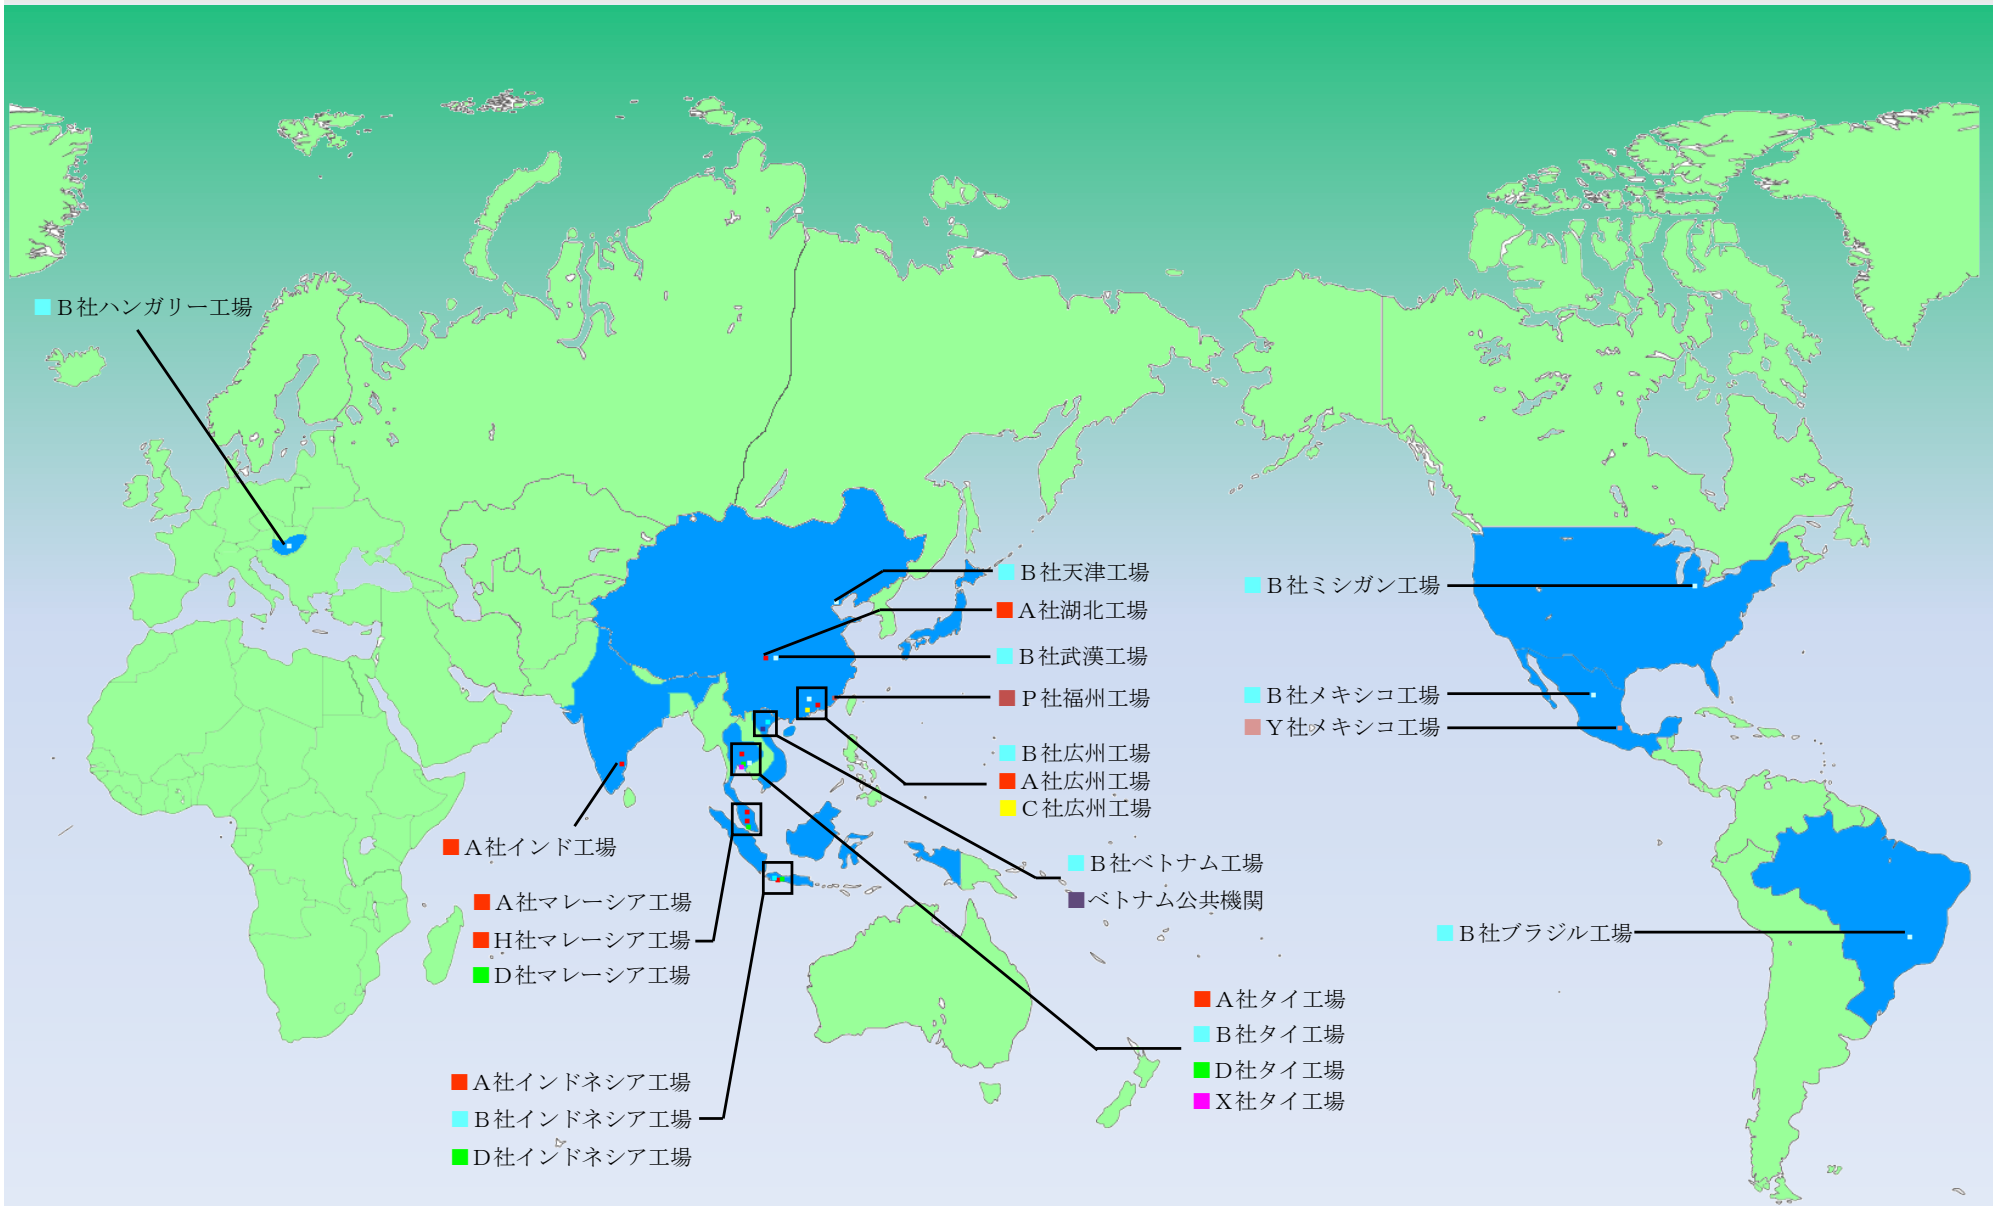 B社ハンガリー工場
B社天津工場
A社湖北工場
B社武漢工場
P社福州工場
B社広州工場
A社広州工場
C社広州工場
B社ミシガン工場
B社メキシコ工場
Y社メキシコ工場
A社インド工場
B社ベトナム工場
ベトナム公共機関
A社マレーシア工場
H社マレーシア工場
D社マレーシア工場
B社ブラジル工場
A社タイ工場
B社タイ工場
D社タイ工場
X社タイ工場
A社インドネシア工場
B社インドネシア工場
D社インドネシア工場